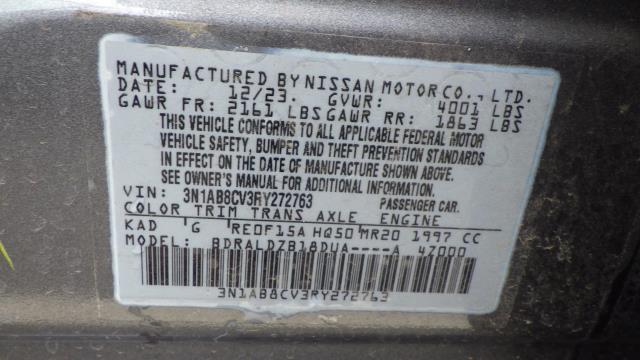 MANUFACTURED BY NISSAN MOTOR CO., LTD.
DATE: 12/23. GVWR: 4001 LBS
GAWR FR: 2161 LBS GAWR RR: 1863 LBS
THIS VEHICLE CONFORMS TO ALL APPLICABLE FEDERAL MOTOR
VEHICLE SAFETY, BUMPER AND THEFT PREVENTION STANDARDS
IN EFFECT ON THE DATE OF MANUFACTURE SHOWN ABOVE.
SEE OWNER'S MANUAL FOR ADDITIONAL INFORMATION.
VIN: 3N1AB8CV3RY272763 PASSENGER CAR.
COLOR TRIM TRANS AXLE ENGINE
KAD 'G RE0F15A HQ50 MR20 1997 CC
MODEL: BDRALDZB18DUA----A 47000
3N1AB8CV3RY272763